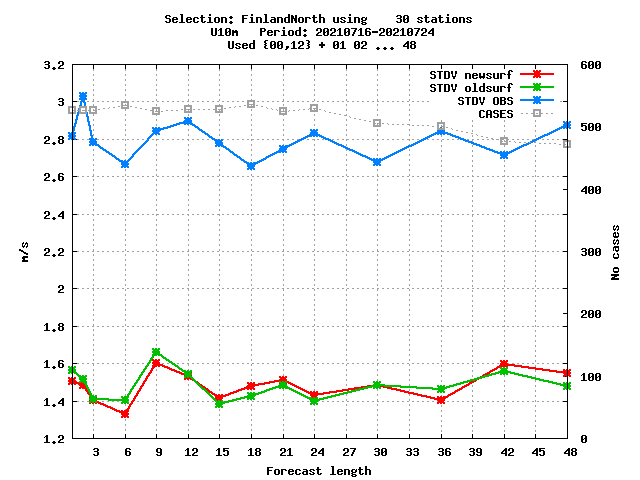 Selection: FinlandNorth using    30 stations
U10m   Period: 20210716-20210724
Used {00,12} + 01 02 ... 48
STDV newsurf
STDV oldsurf
STDV OBS
CASES
3.2
3
2.8
2.6
2.4
2.2
2
1.8
1.6
1.4
1.2
m/s
600
500
400
300
200
100
0
No cases
3 6 9 12 15 18 21 24 27 30 33 36 39 42 45 48
Forecast length